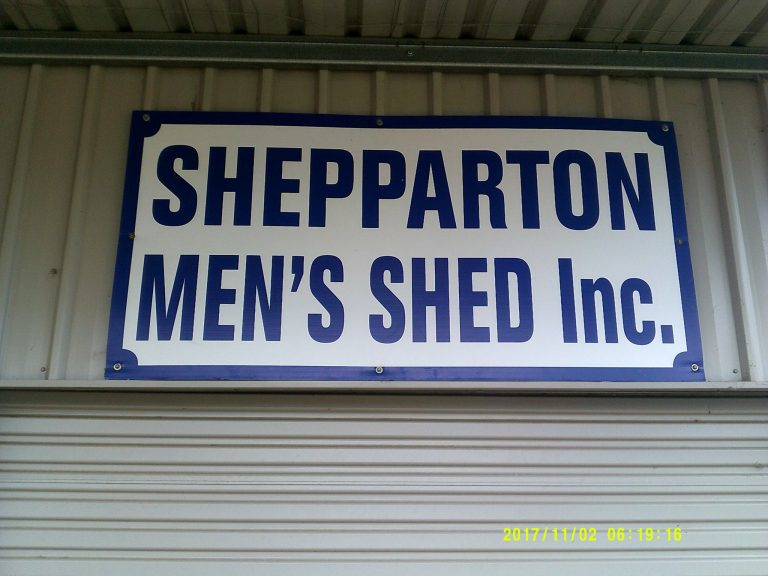 SHEPPARTON
MEN'S SHED Inc.
2017/11/02 06:19:16